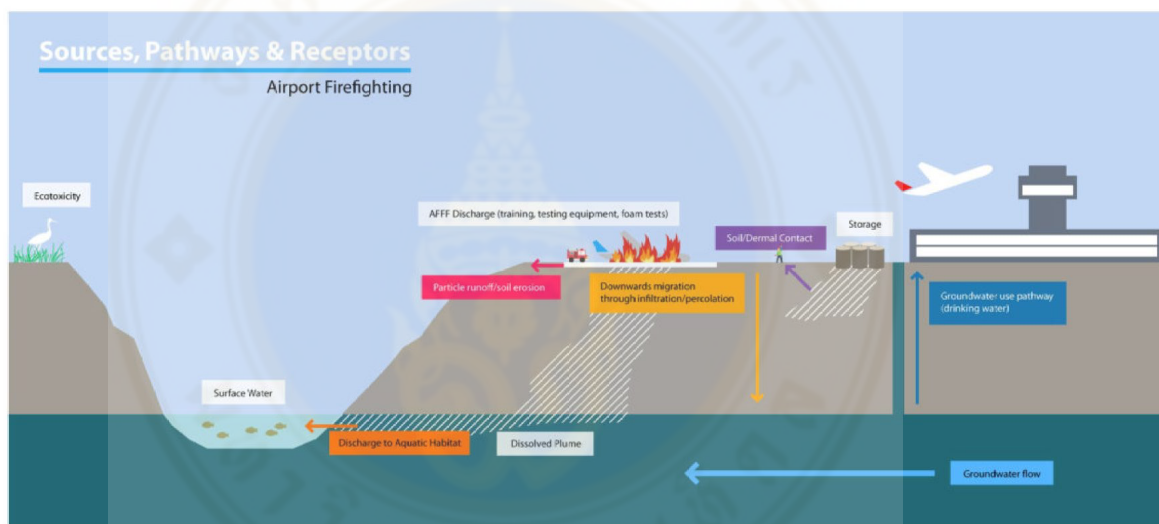 Sources, Pathways & Receptors
Airport Firefighting
Ecotoxicity
AFFF Discharge (training, testing equipment, foam tests)
Soil/Dermal Contact
Storage
Particle runoff/soil erosion
Downwards migration
through infiltration/percolation
Groundwater use pathway
(drinking water)
Surface Water
Discharge to Aquatic Habitat
Dissolved Plume
Groundwater flow